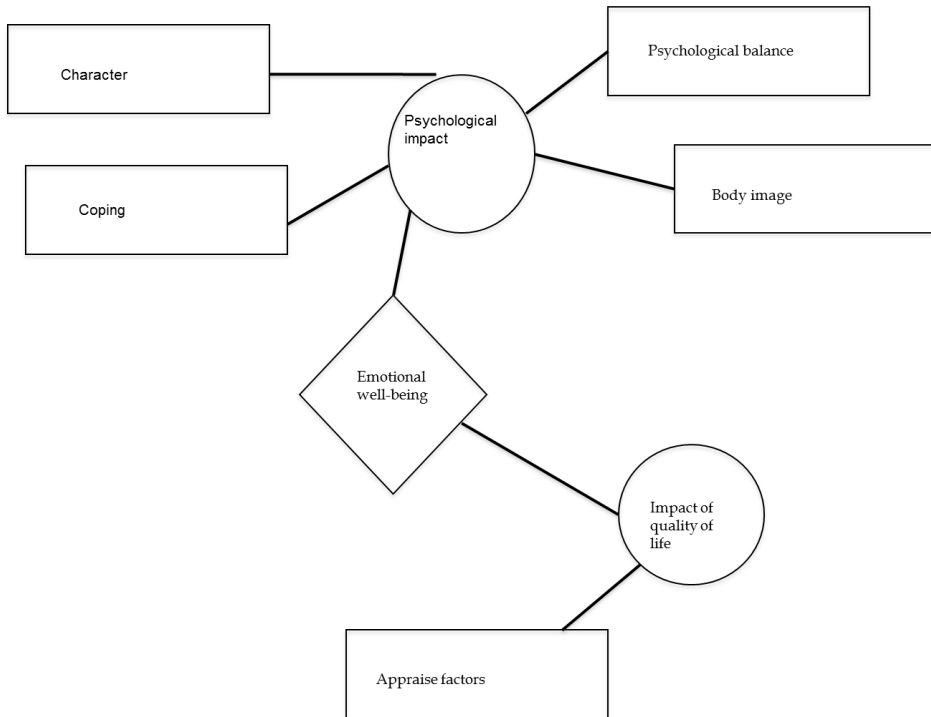 Character
Psychological balance
Psychological
impact
Coping
Body image
Emotional
well-being
Impact of
quality of
life
Appraise factors